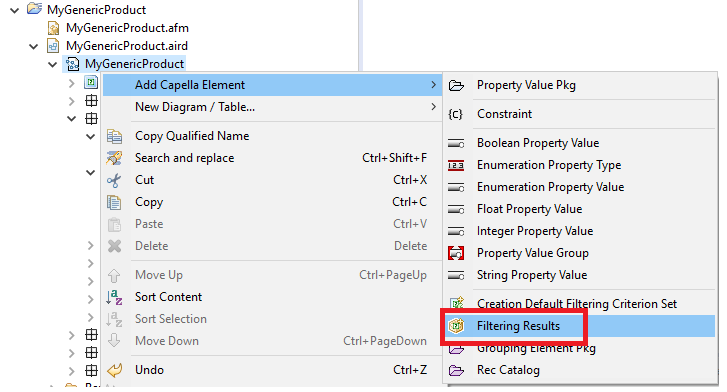 MyGenericProduct
MyGenericProduct.afm
MyGenericProduct.aird
MyGenericProduct
Add Capella Element
New Diagram / Table...
Copy Qualified Name
Search and replace Ctrl+Shift+F
Cut Ctrl+X
Copy Ctrl+C
Paste Ctrl+V
Delete Delete
Move Up Ctrl+PageUp
Sort Content
Sort Selection
Move Down Ctrl+PageDown
Undo Ctrl+Z
Property Value Pkg
{c} Constraint
Boolean Property Value
1 2 3 Enumeration Property Type
Enumeration Property Value
Float Property Value
Integer Property Value
Property Value Group
String Property Value
Creation Default Filtering Criterion Set
Filtering Results
Grouping Element Pkg
Rec Catalog